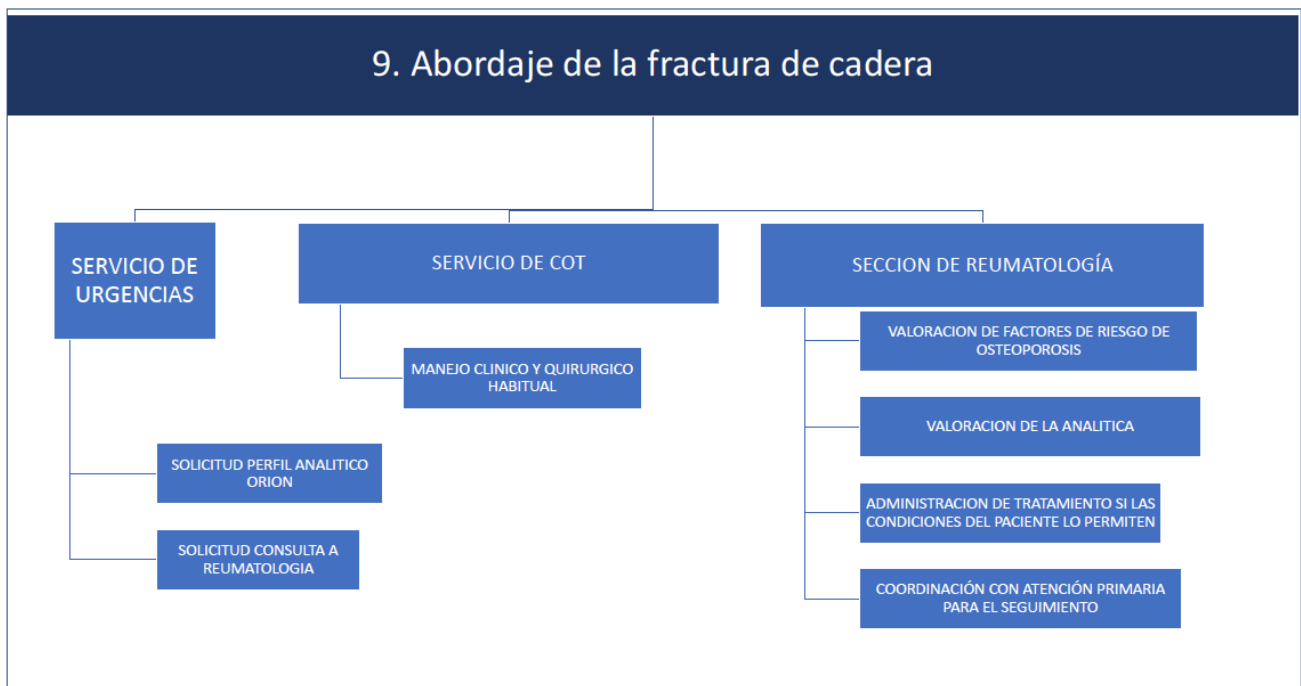 9. Abordaje de la fractura de cadera
SERVICIO DE
URGENCIAS
SOLICITUD PERFIL ANALITICO
ORION
SOLICITUD CONSULTA A
REUMATOLOGIA
SERVICIO DE COT
MANEJO CLINICO Y QUIRURGICO
HABITUAL
SECCION DE REUMATOLOGÍA
VALORACION DE FACTORES DE RIESGO DE
OSTEOPOROSIS
VALORACION DE LA ANALITICA
ADMINISTRACION DE TRATAMIENTO SI LAS
CONDICIONES DEL PACIENTE LO PERMITEN
COORDINACIÓN CON ATENCIÓN PRIMARIA
PARA EL SEGUIMIENTO